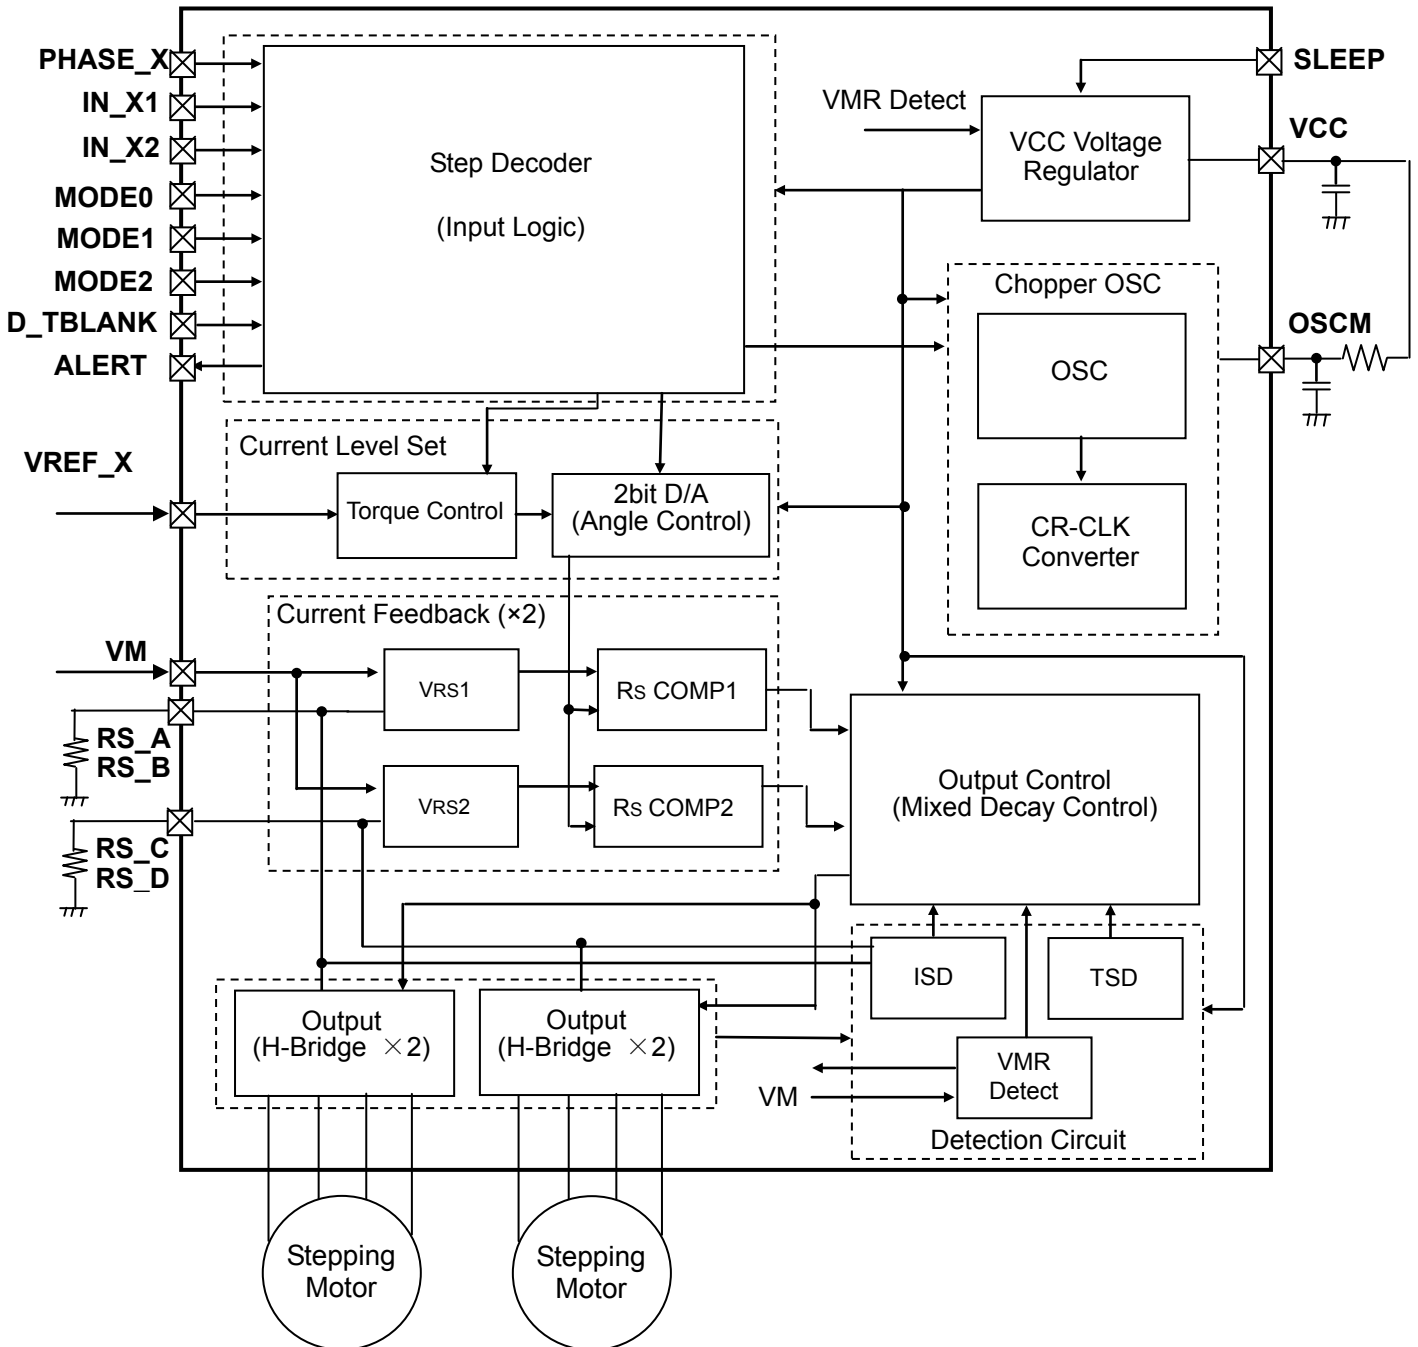 PHASE_X
IN_X1
IN_X2
MODE0
MODE1
MODE2
D_TBLANK
ALERT
Step Decoder
(Input Logic)
VMR Detect
VCC Voltage
Regulator
SLEEP
VCC
Chopper OSC
OSC
CR-CLK
Converter
OSCM
VREF_X
Current Level Set
Torque Control
2bit D/A
(Angle Control)
Current Feedback (×2)
VM
VRS1
RS COMP1
RS_A
RS_B
VRS2
RS COMP2
RS_C
RS_D
Output Control
(Mixed Decay Control)
ISD
TSD
VMR
Detect
VM
Detection Circuit
Output
(H-Bridge ×2)
Output
(H-Bridge ×2)
Stepping
Motor
Stepping
Motor